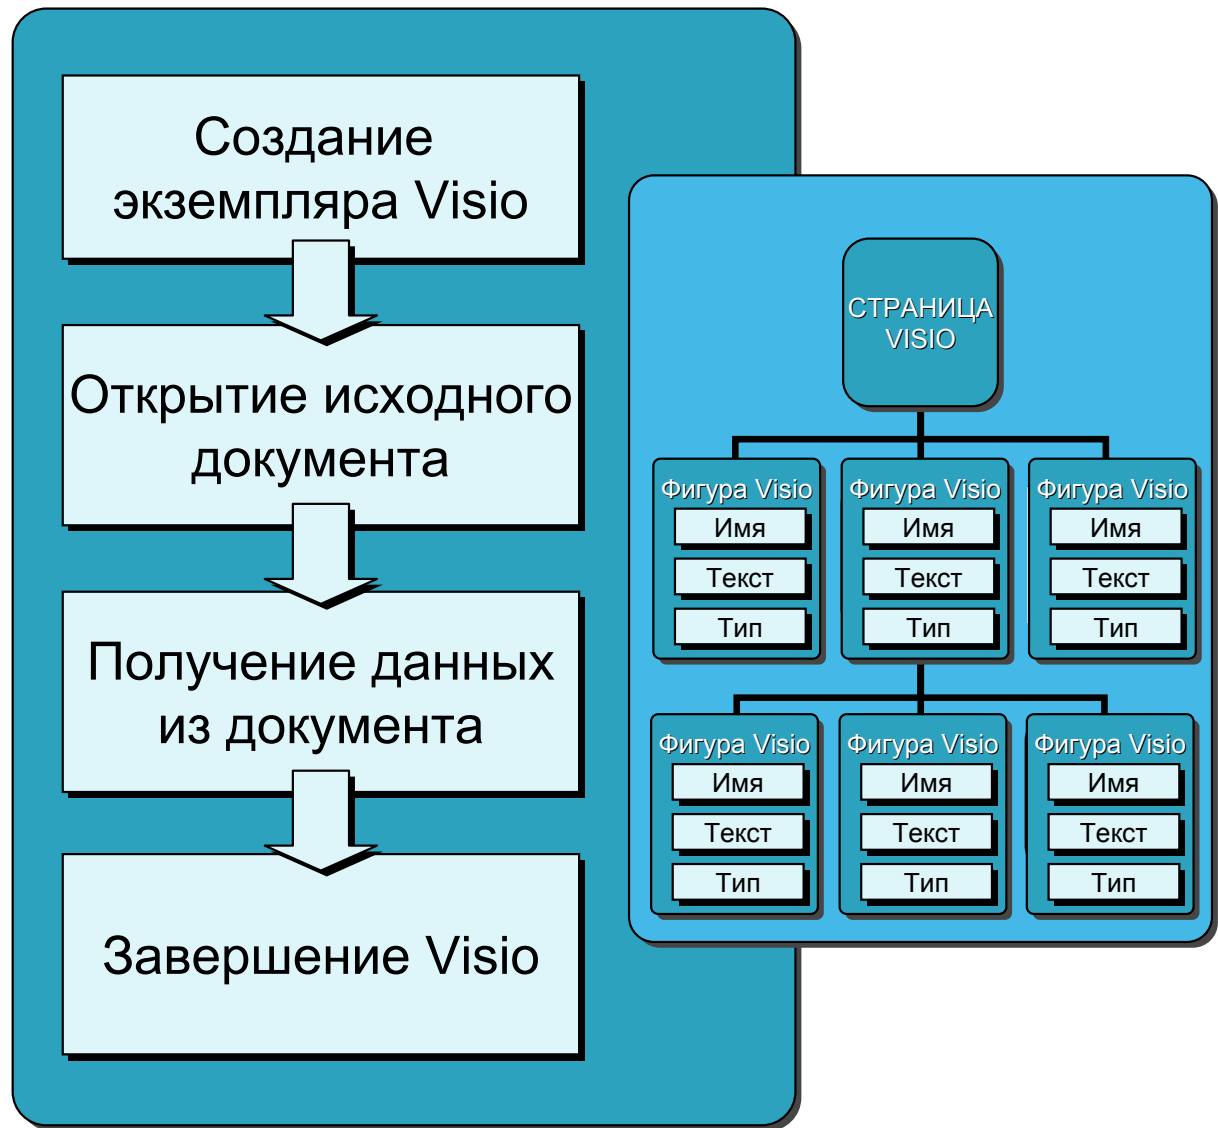 Создание
экземпляра Visio
Открытие исходного
документа
Получение данных
из документа
Завершение Visio
СТРАНИЦА
VISIO
Фигура Visio
Имя
Текст
Тип
Фигура Visio
Имя
Текст
Тип
Фигура Visio
Имя
Текст
Тип
Фигура Visio
Имя
Текст
Тип
Фигура Visio
Имя
Текст
Тип
Фигура Visio
Имя
Текст
Тип